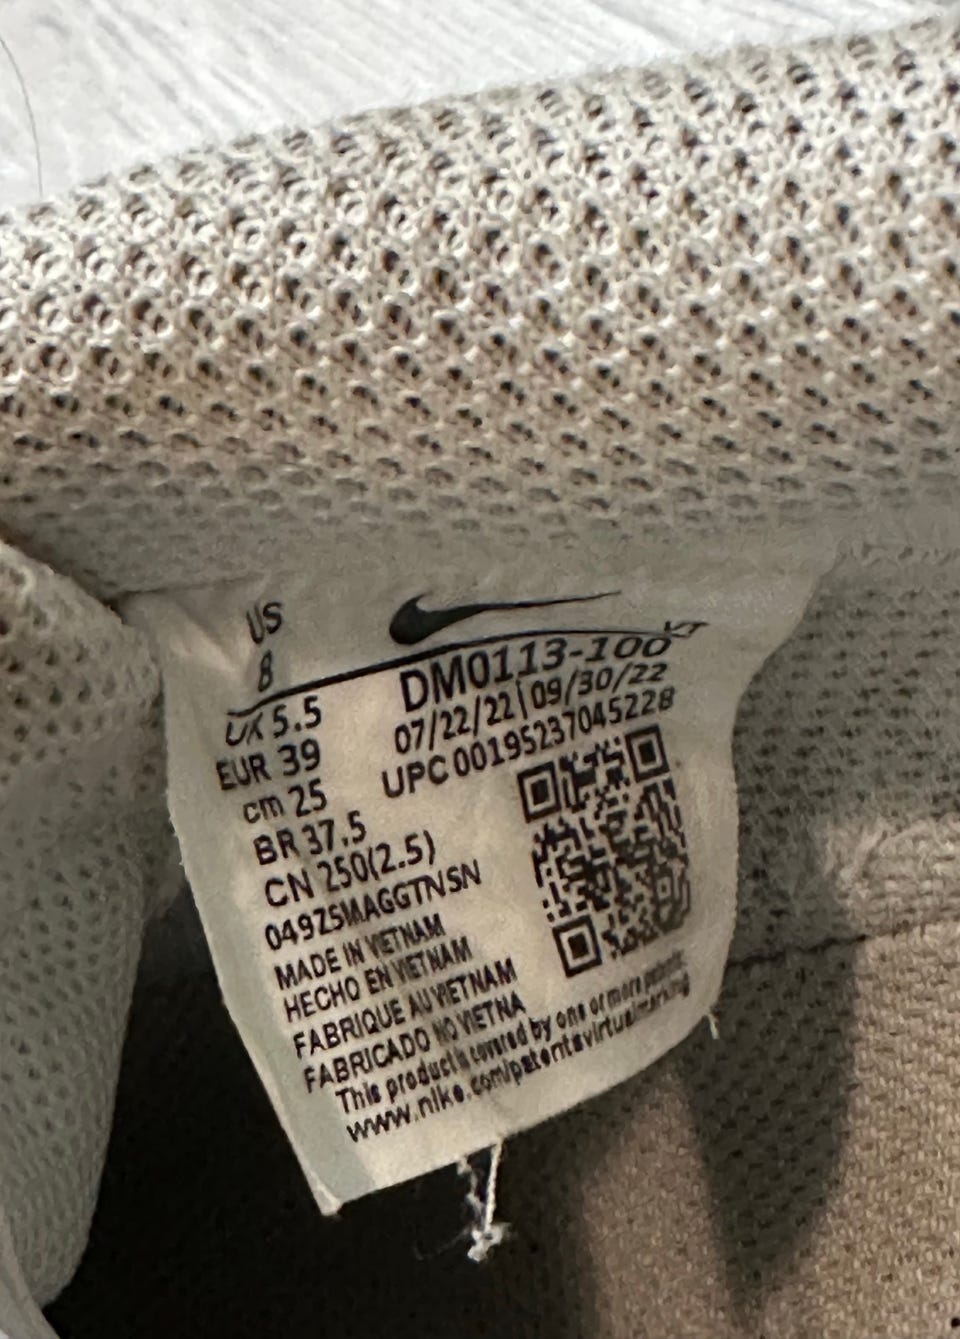 US
8
VT
UK 5.5
DM0113-100
EUR 39
07/22/22|09/30/22
cm 25
UPC 00195237045228
BR 37.5
CN 250(2.5)
049Z5MAGGTNSN
MADE IN VIETNAM
HECHO EN VIETNAM
FABRIQUE AU VIETNAM
FABRICADO NO VIETNA
This product is covered by one or more patents.
www.nike.com/patentsvirtualmarking